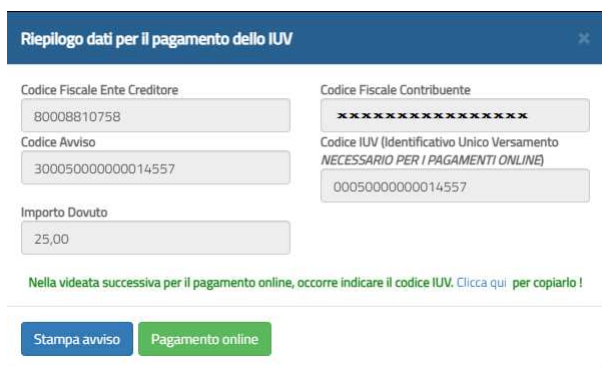 Riepilogo dati per il pagamento dello IUV ×
Codice Fiscale Ente Creditore
80008810758
Codice Fiscale Contribuente
xxxxxxxxxxxxxxxx
Codice Avviso
300050000000014557
Codice IUV (Identificativo Unico Versamento
NECESSARIO PER I PAGAMENTI ONLINE)
00050000000014557
Importo Dovuto
25,00
Nella videata successiva per il pagamento online, occorre indicare il codice IUV. Clicca qui per copiarlo !
Stampa avviso Pagamento online